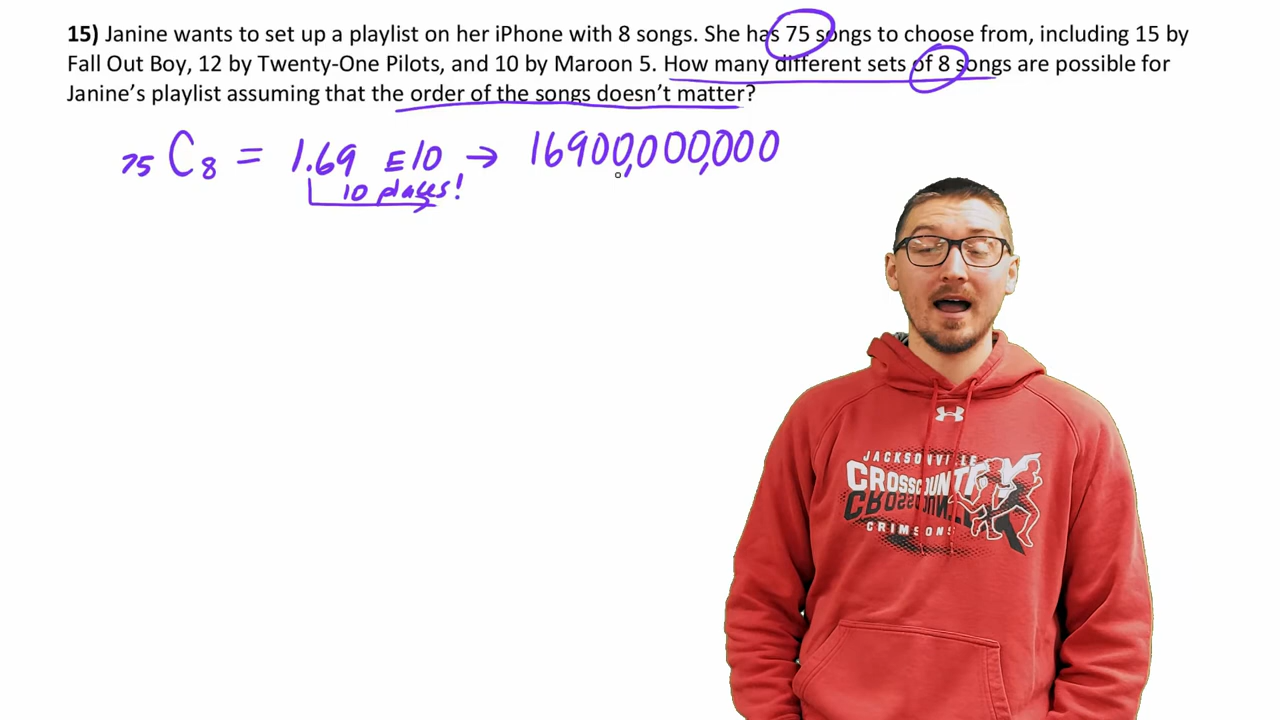 15) Janine wants to set up a playlist on her iPhone with 8 songs. She has 75 songs to choose from, including 15 by
Fall Out Boy, 12 by Twenty-One Pilots, and 10 by Maroon 5. How many different sets of 8 songs are possible for
Janine's playlist assuming that the order of the songs doesn't matter?
75 C 8 = 1.69 E10 → 16900,000,000
10 places!
JACKSONVILLE
CROSSCOUNTRY
CRIMSONS